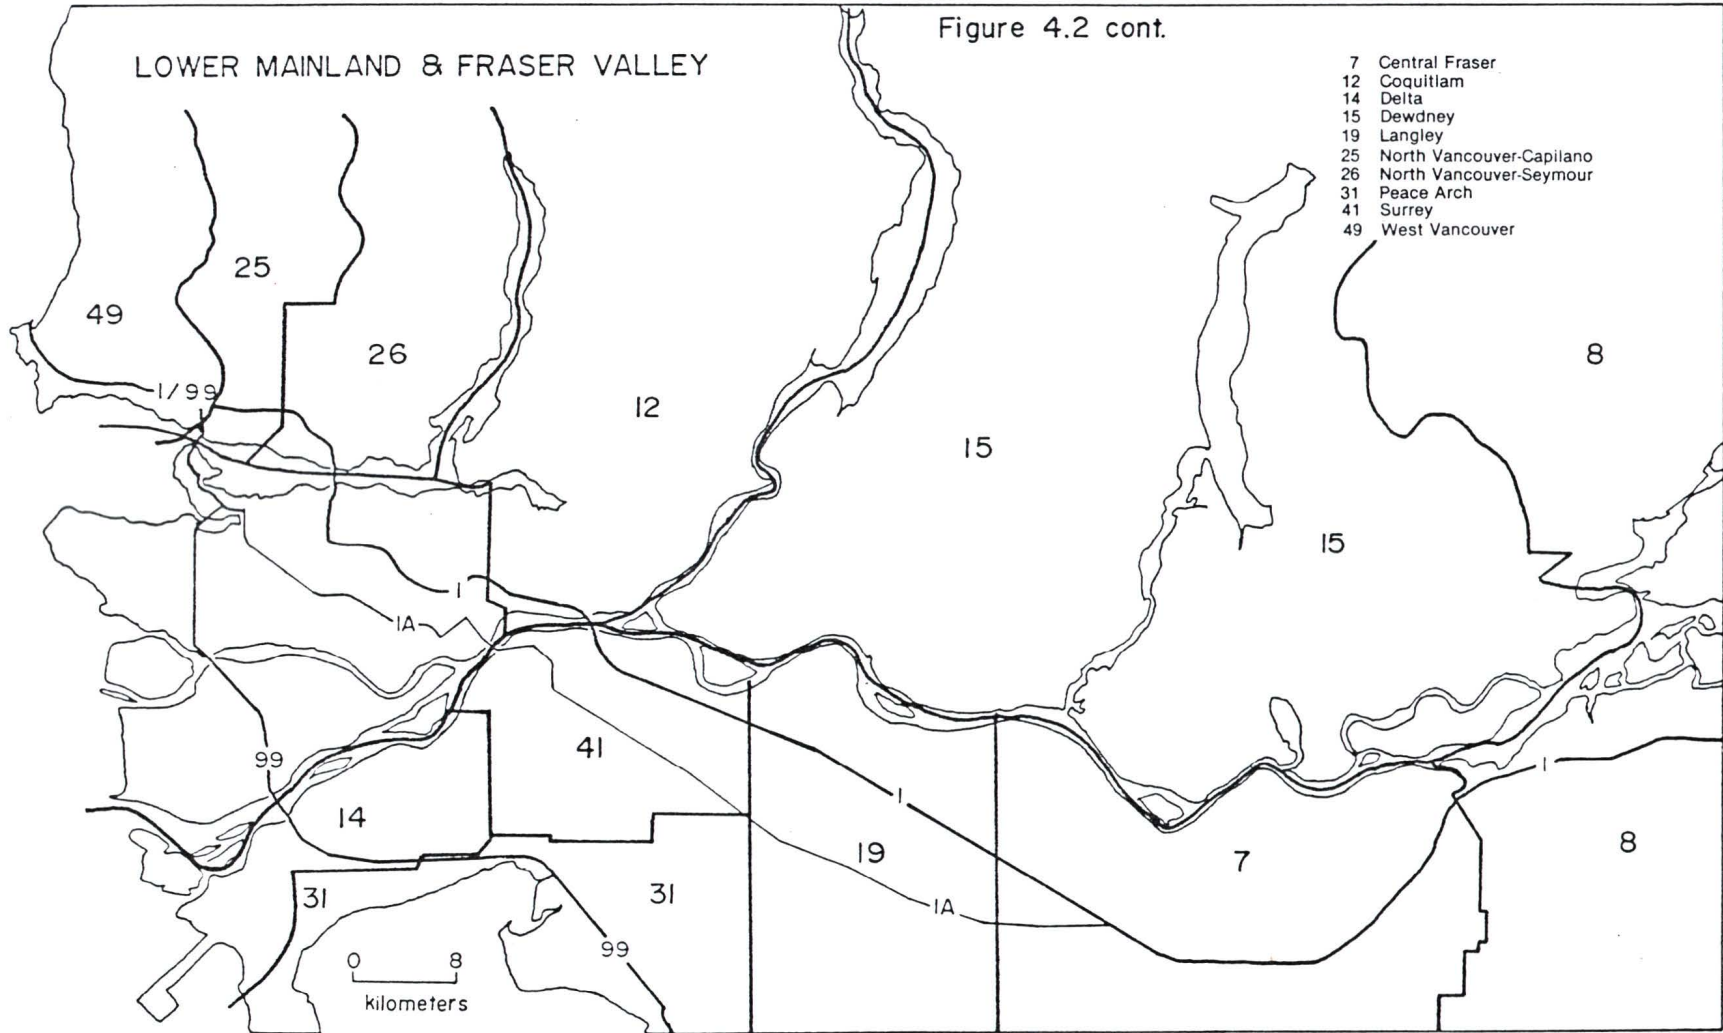 Figure 4.2 cont.
LOWER MAINLAND & FRASER VALLEY
7 Central Fraser
12 Coquitlam
14 Delta
15 Dewdney
19 Langley
25 North Vancouver-Capilano
26 North Vancouver-Seymour
31 Peace Arch
41 Surrey
49 West Vancouver
25
49
26
8
1/99
12
15
15
1
1A
41
99
1
1
14
19
7
8
31
31
1A
99
0 8
kilometers